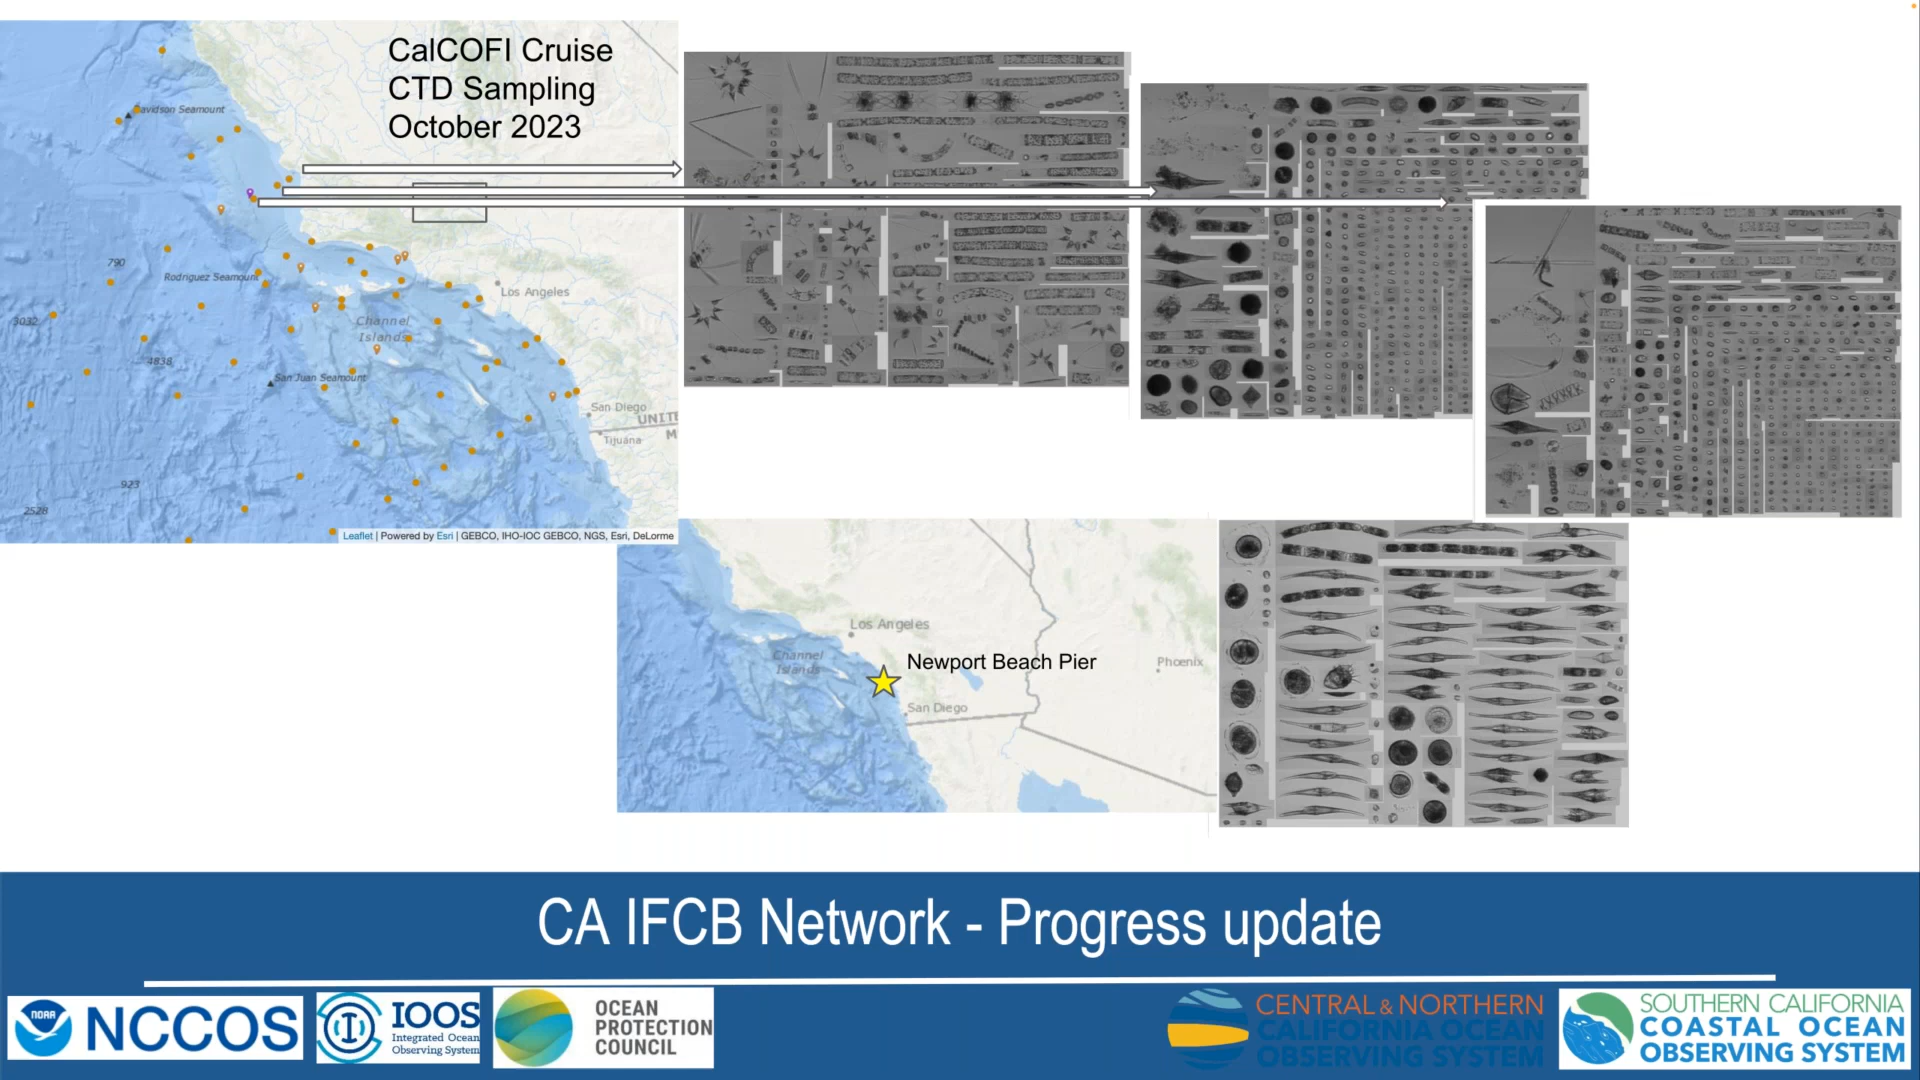 CalCOFI Cruise
CTD Sampling
October 2023
Davidson Seamount
790
Rodriguez Seamount
Los Angeles
3032
Channel
Islands
4838
San Juan Seamount
San Diego
UNITE
Tijuana
M
923
2528
Leaflet | Powered by Esri | GEBCO, IHO-IOC GEBCO, NGS, Esri, DeLorme
Los Angeles
Channel
Islands
Newport Beach Pier
Phoenix
San Diego
CA IFCB Network - Progress update
NOAA
NCCOS
IOOS
Integrated Ocean
Observing System
OCEAN
PROTECTION
COUNCIL
CENTRAL & NORTHERN
CALIFORNIA OCEAN
OBSERVING SYSTEM
SOUTHERN CALIFORNIA
COASTAL OCEAN
OBSERVING SYSTEM